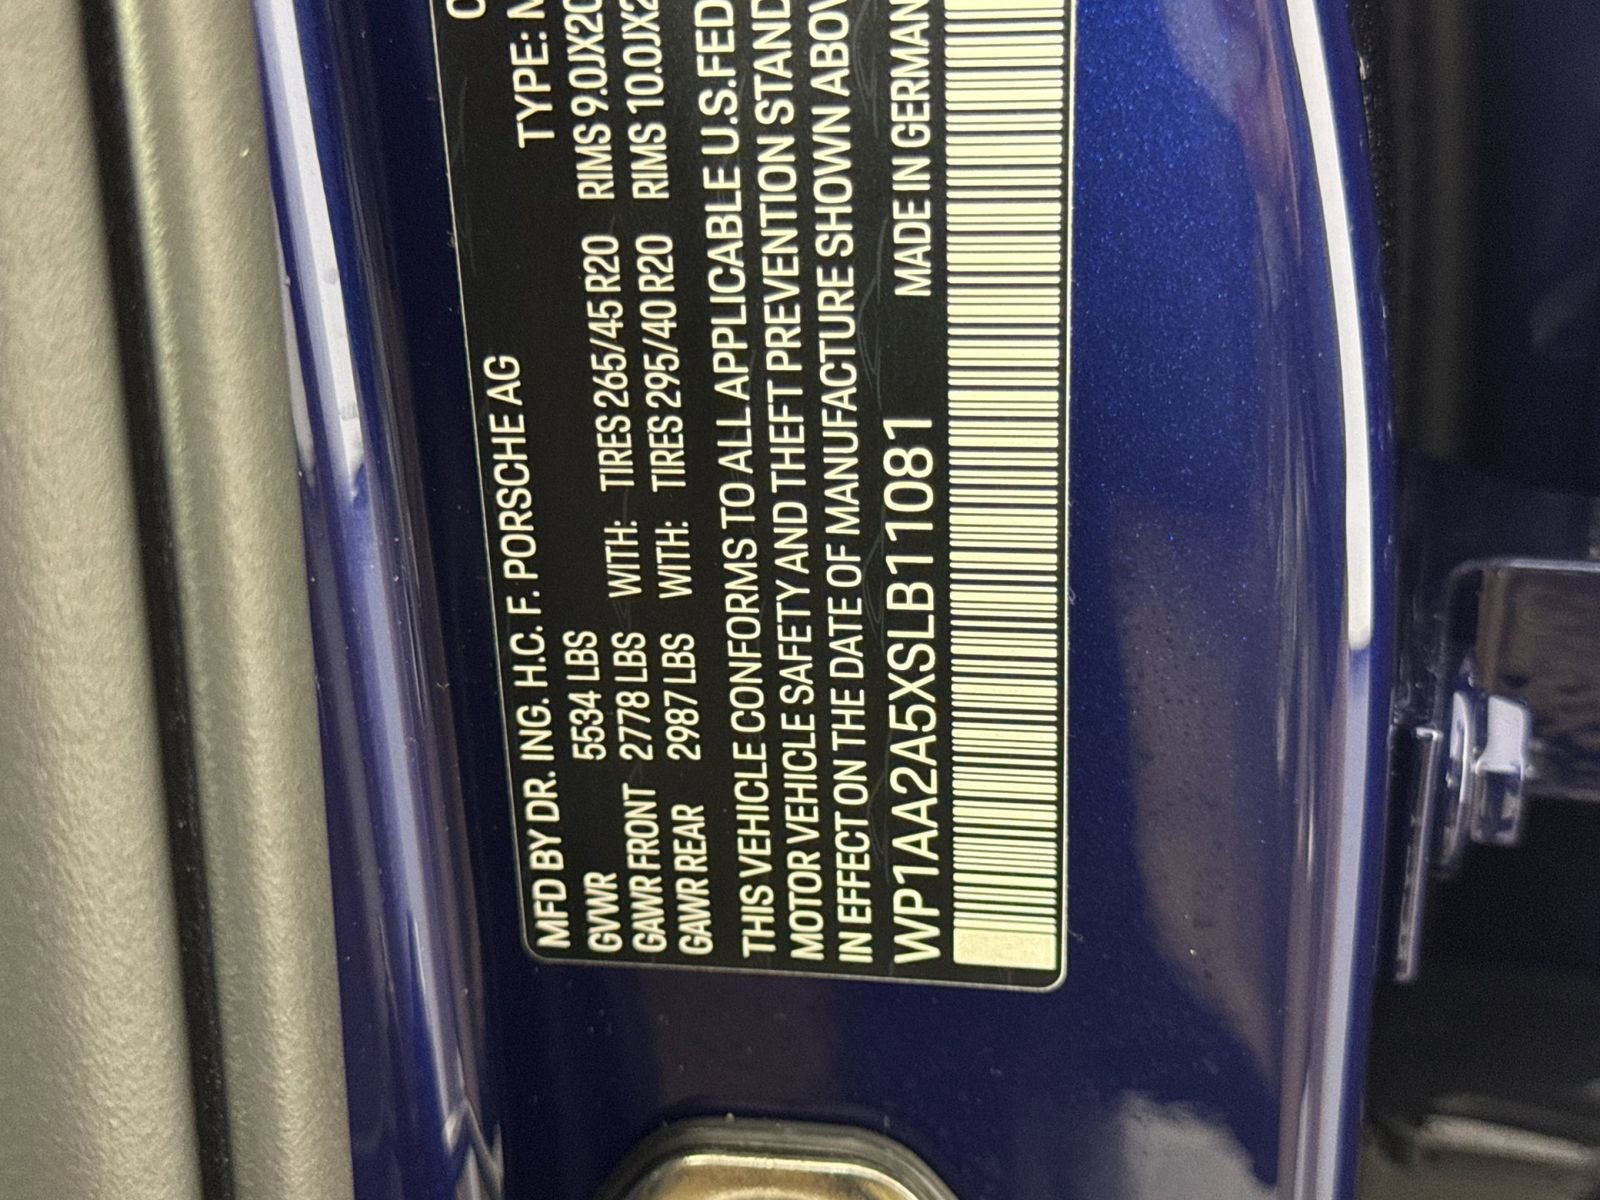 MFD BY DR. ING. H.C. F. PORSCHE AG
GVWR 5534 LBS TYPE:
GAWR FRONT 2778 LBS WITH: TIRES 265/45 R20 RIMS 9.0JX20
GAWR REAR 2987 LBS WITH: TIRES 295/40 R20 RIMS 10.0JX2
THIS VEHICLE CONFORMS TO ALL APPLICABLE U.S.FED
MOTOR VEHICLE SAFETY AND THEFT PREVENTION STAND
IN EFFECT ON THE DATE OF MANUFACTURE SHOWN ABOV
WP1AA2A5XSLB11081 MADE IN GERMAN